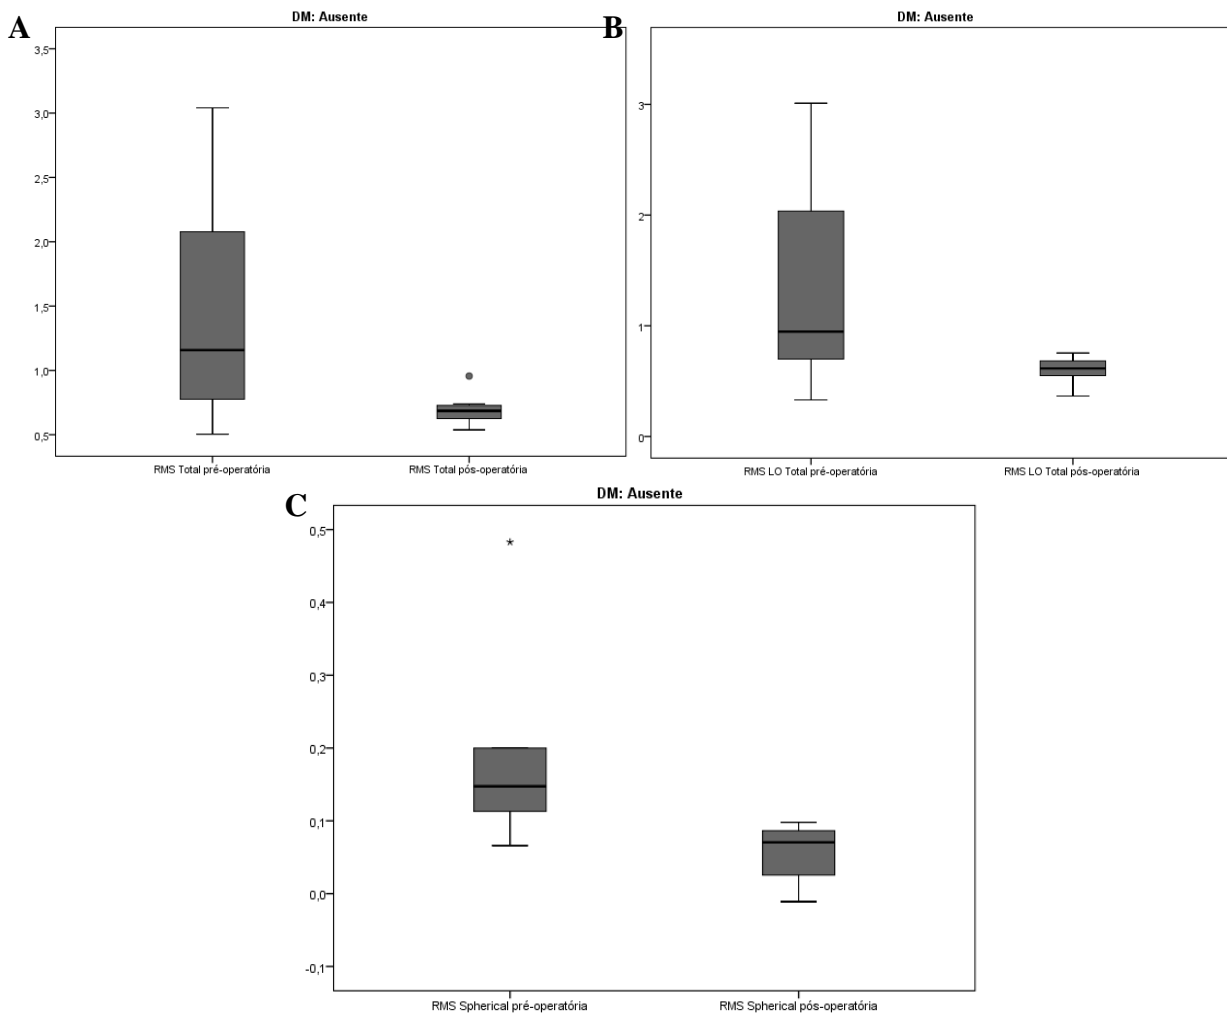 A
DM: Ausente
3,5
3,0
2,5
2,0
1,5
1,0
0,5
RMS Total pré-operatória
RMS Total pós-operatória
B
DM: Ausente
3
2
1
0
RMS LO Total pré-operatória
RMS LO Total pós-operatória
C
DM: Ausente
0,5
*
0,4
0,3
0,2
0,1
0,0
-0,1
RMS Spherical pré-operatória
RMS Spherical pós-operatória